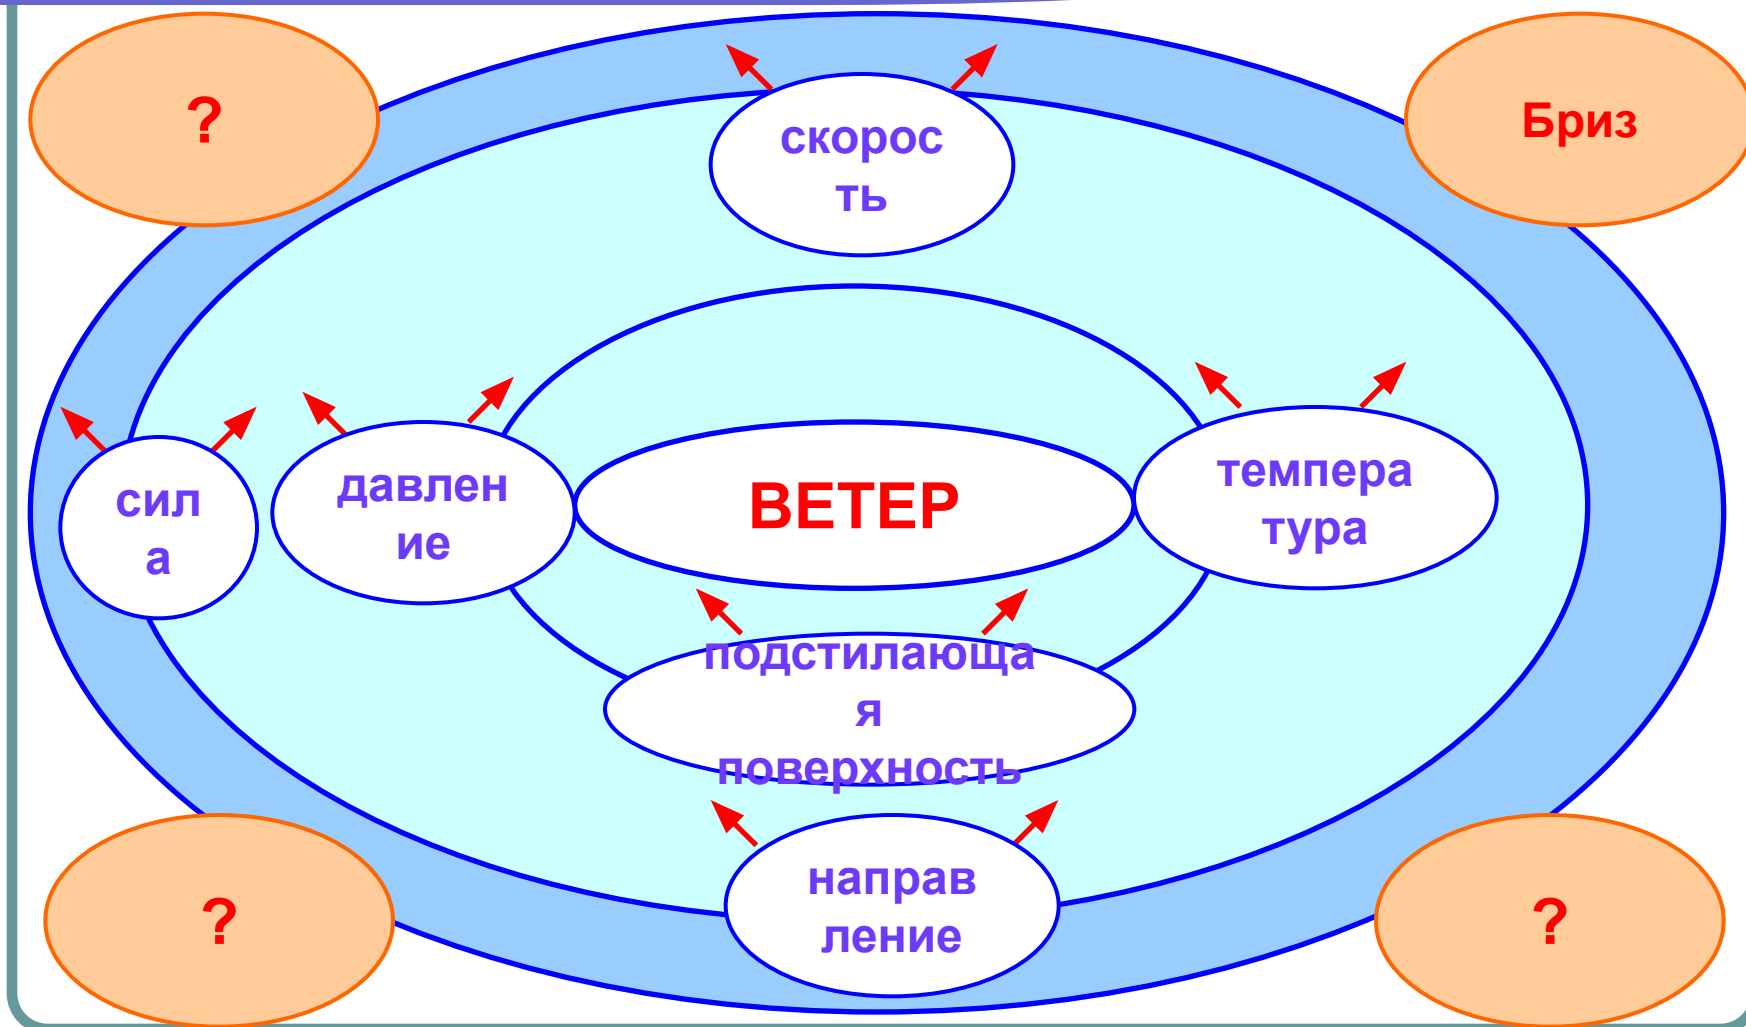 ?
Бриз
скорос
ть
сил
а
давлен
ие
ВЕТЕР
темпера
тура
подстилающа
я
поверхность
направ
ление
?
?